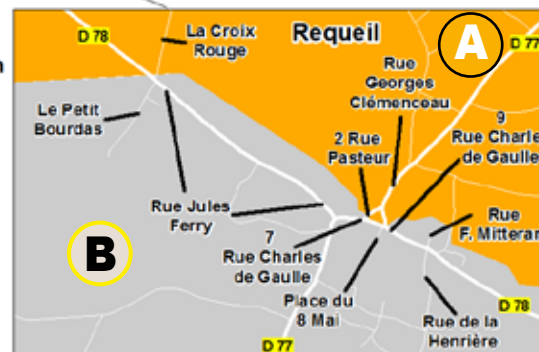 La Croix
Rouge
D 78
Requeil
A
D 77
n
Rue
Georges
Clémenceau
9
Rue Charles
de Gaulle
Le Petit
Bourdas
2 Rue
Pasteur
Rue Jules
Ferry
Rue
F. Mitterran
7
Rue Charles
de Gaulle
B
Place du
8 Mai
D 78
Rue de la
Henrière
D 77